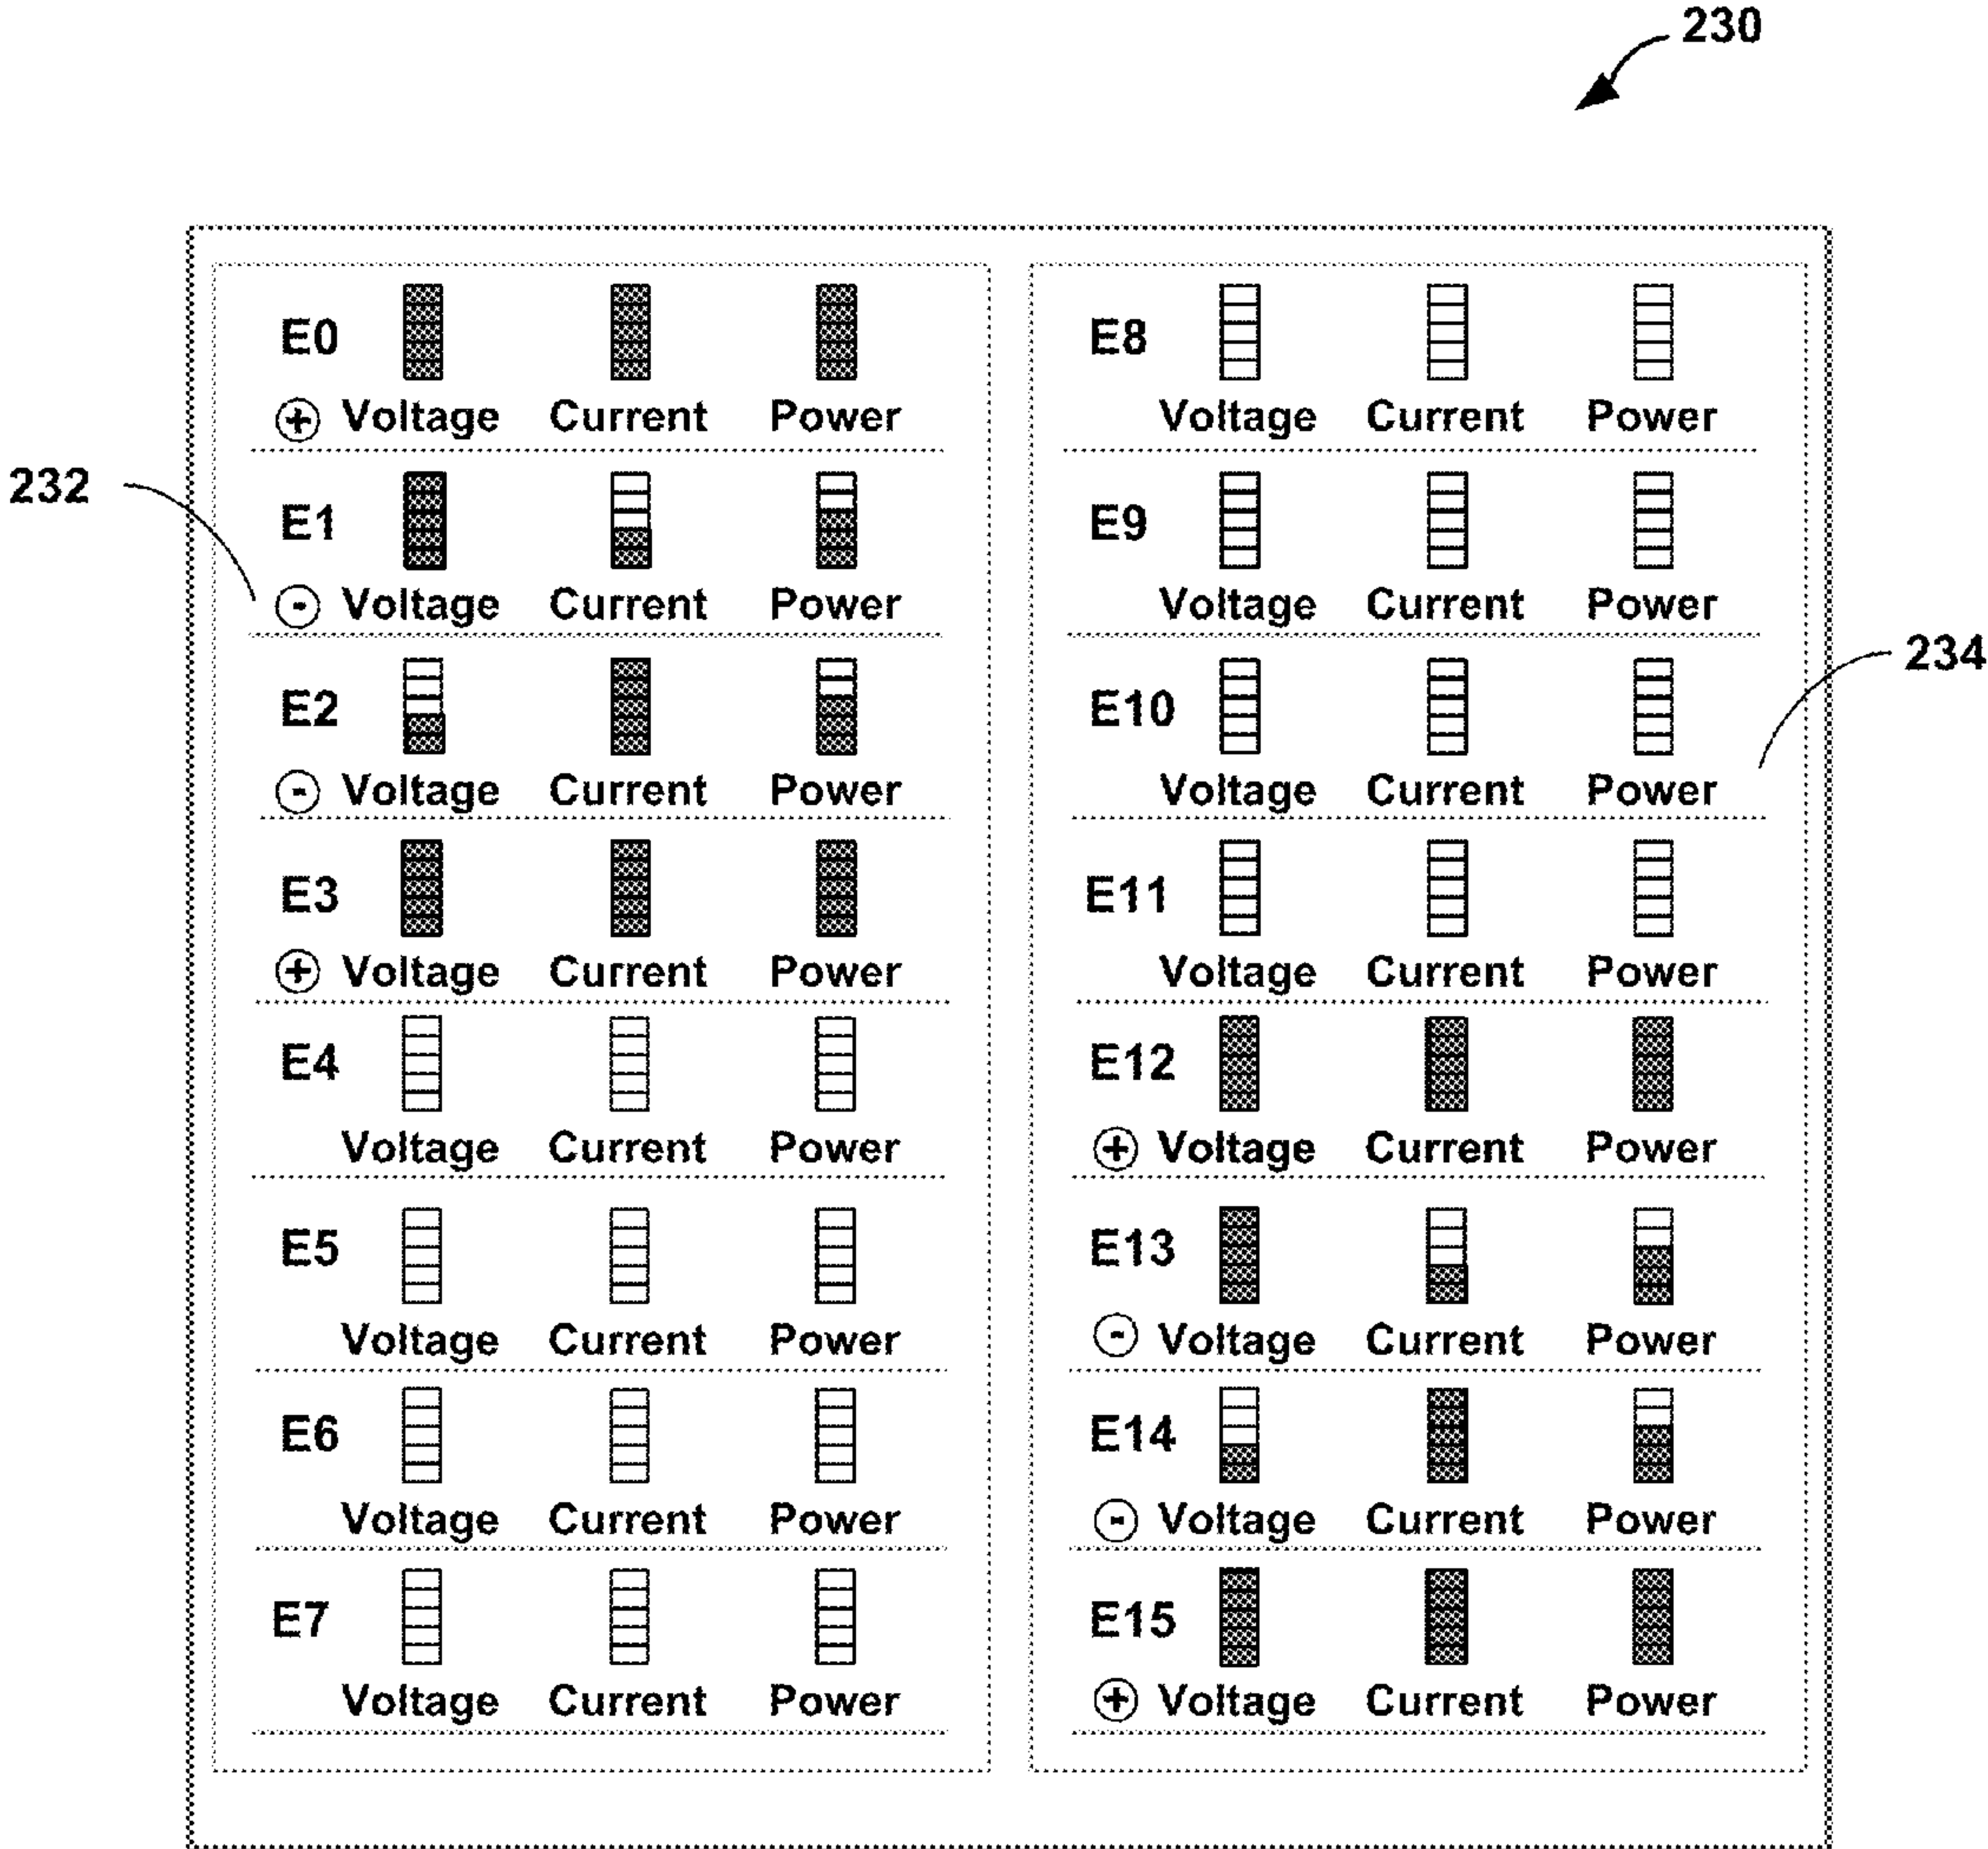 230
E0
+ Voltage Current Power
E1
- Voltage Current Power
E2
- Voltage Current Power
E3
+ Voltage Current Power
E4
Voltage Current Power
E5
Voltage Current Power
E6
Voltage Current Power
E7
Voltage Current Power
232
E8
Voltage Current Power
E9
Voltage Current Power
E10
Voltage Current Power
E11
Voltage Current Power
E12
+ Voltage Current Power
E13
- Voltage Current Power
E14
- Voltage Current Power
E15
+ Voltage Current Power
234